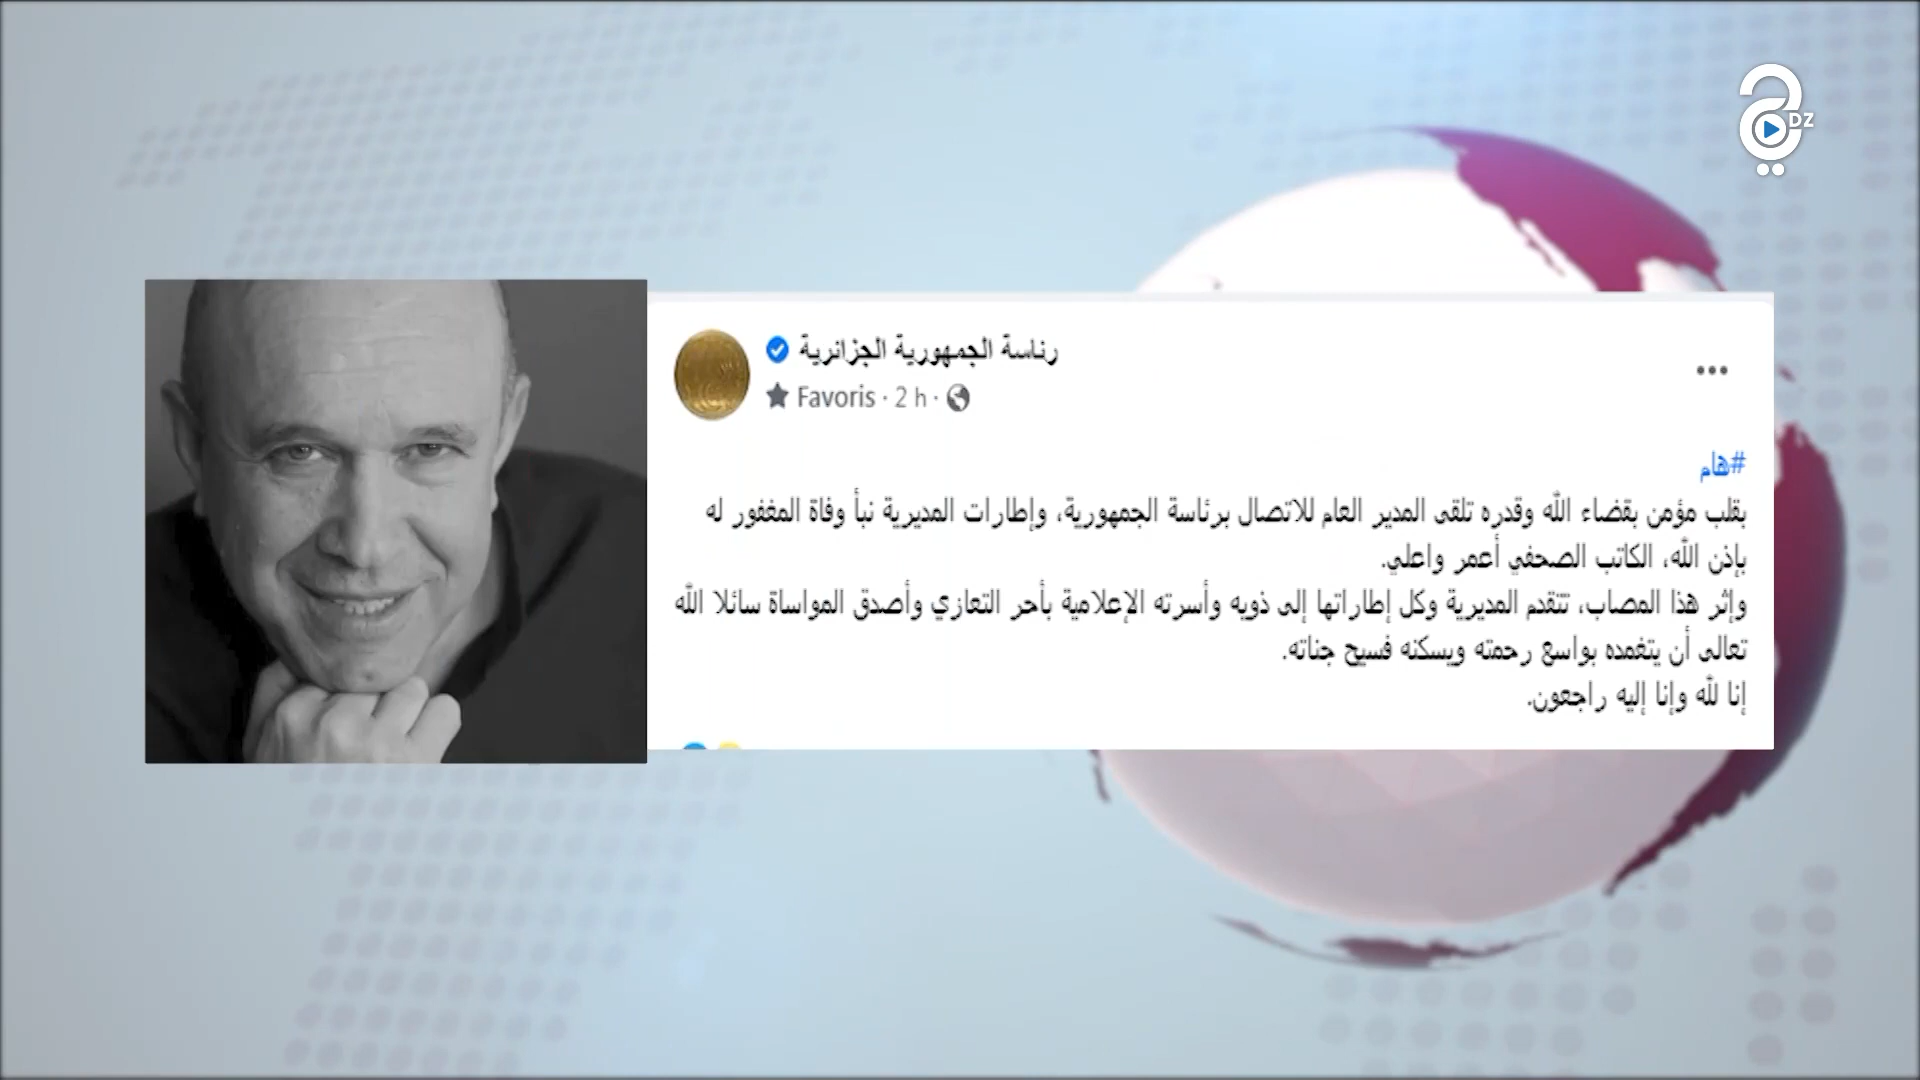 DZ
رئاسة الجمهورية الجزائرية
Favoris · 2 h ·
#هام
بقلب مؤمن بقضاء الله وقدره تلقى المدير العام للاتصال برئاسة الجمهورية، وإطارات المديرية نبأ وفاة المغفور له
بإذن الله، الكاتب الصحفي أعمر واعلي.
وإثر هذا المصاب، تتقدم المديرية وكل إطاراتها إلى ذويه وأسرته الإعلامية بأحر التعازي وأصدق المواساة سائلا الله
تعالى أن يتغمده بواسع رحمته ويسكنه فسيح جناته.
إنا لله وإنا إليه راجعون.